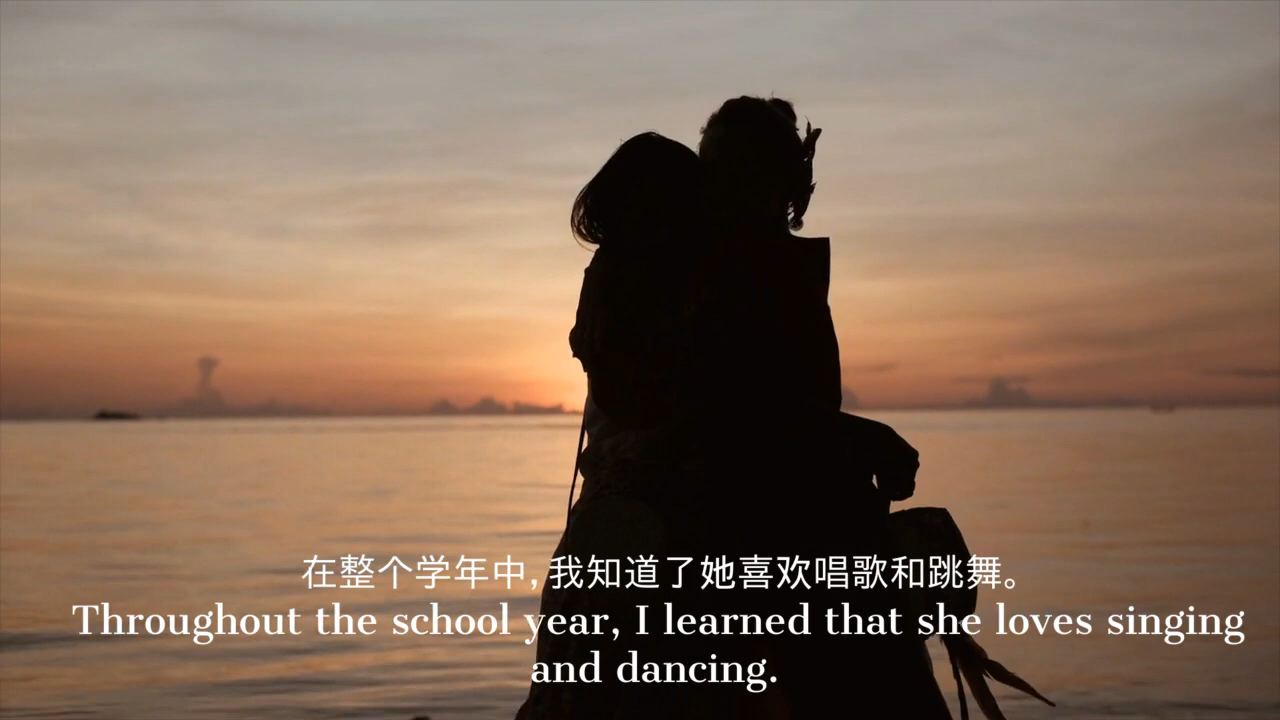 在整个学年中，我知道了她喜欢唱歌和跳舞。
Throughout the school year, I learned that she loves singing
and dancing.